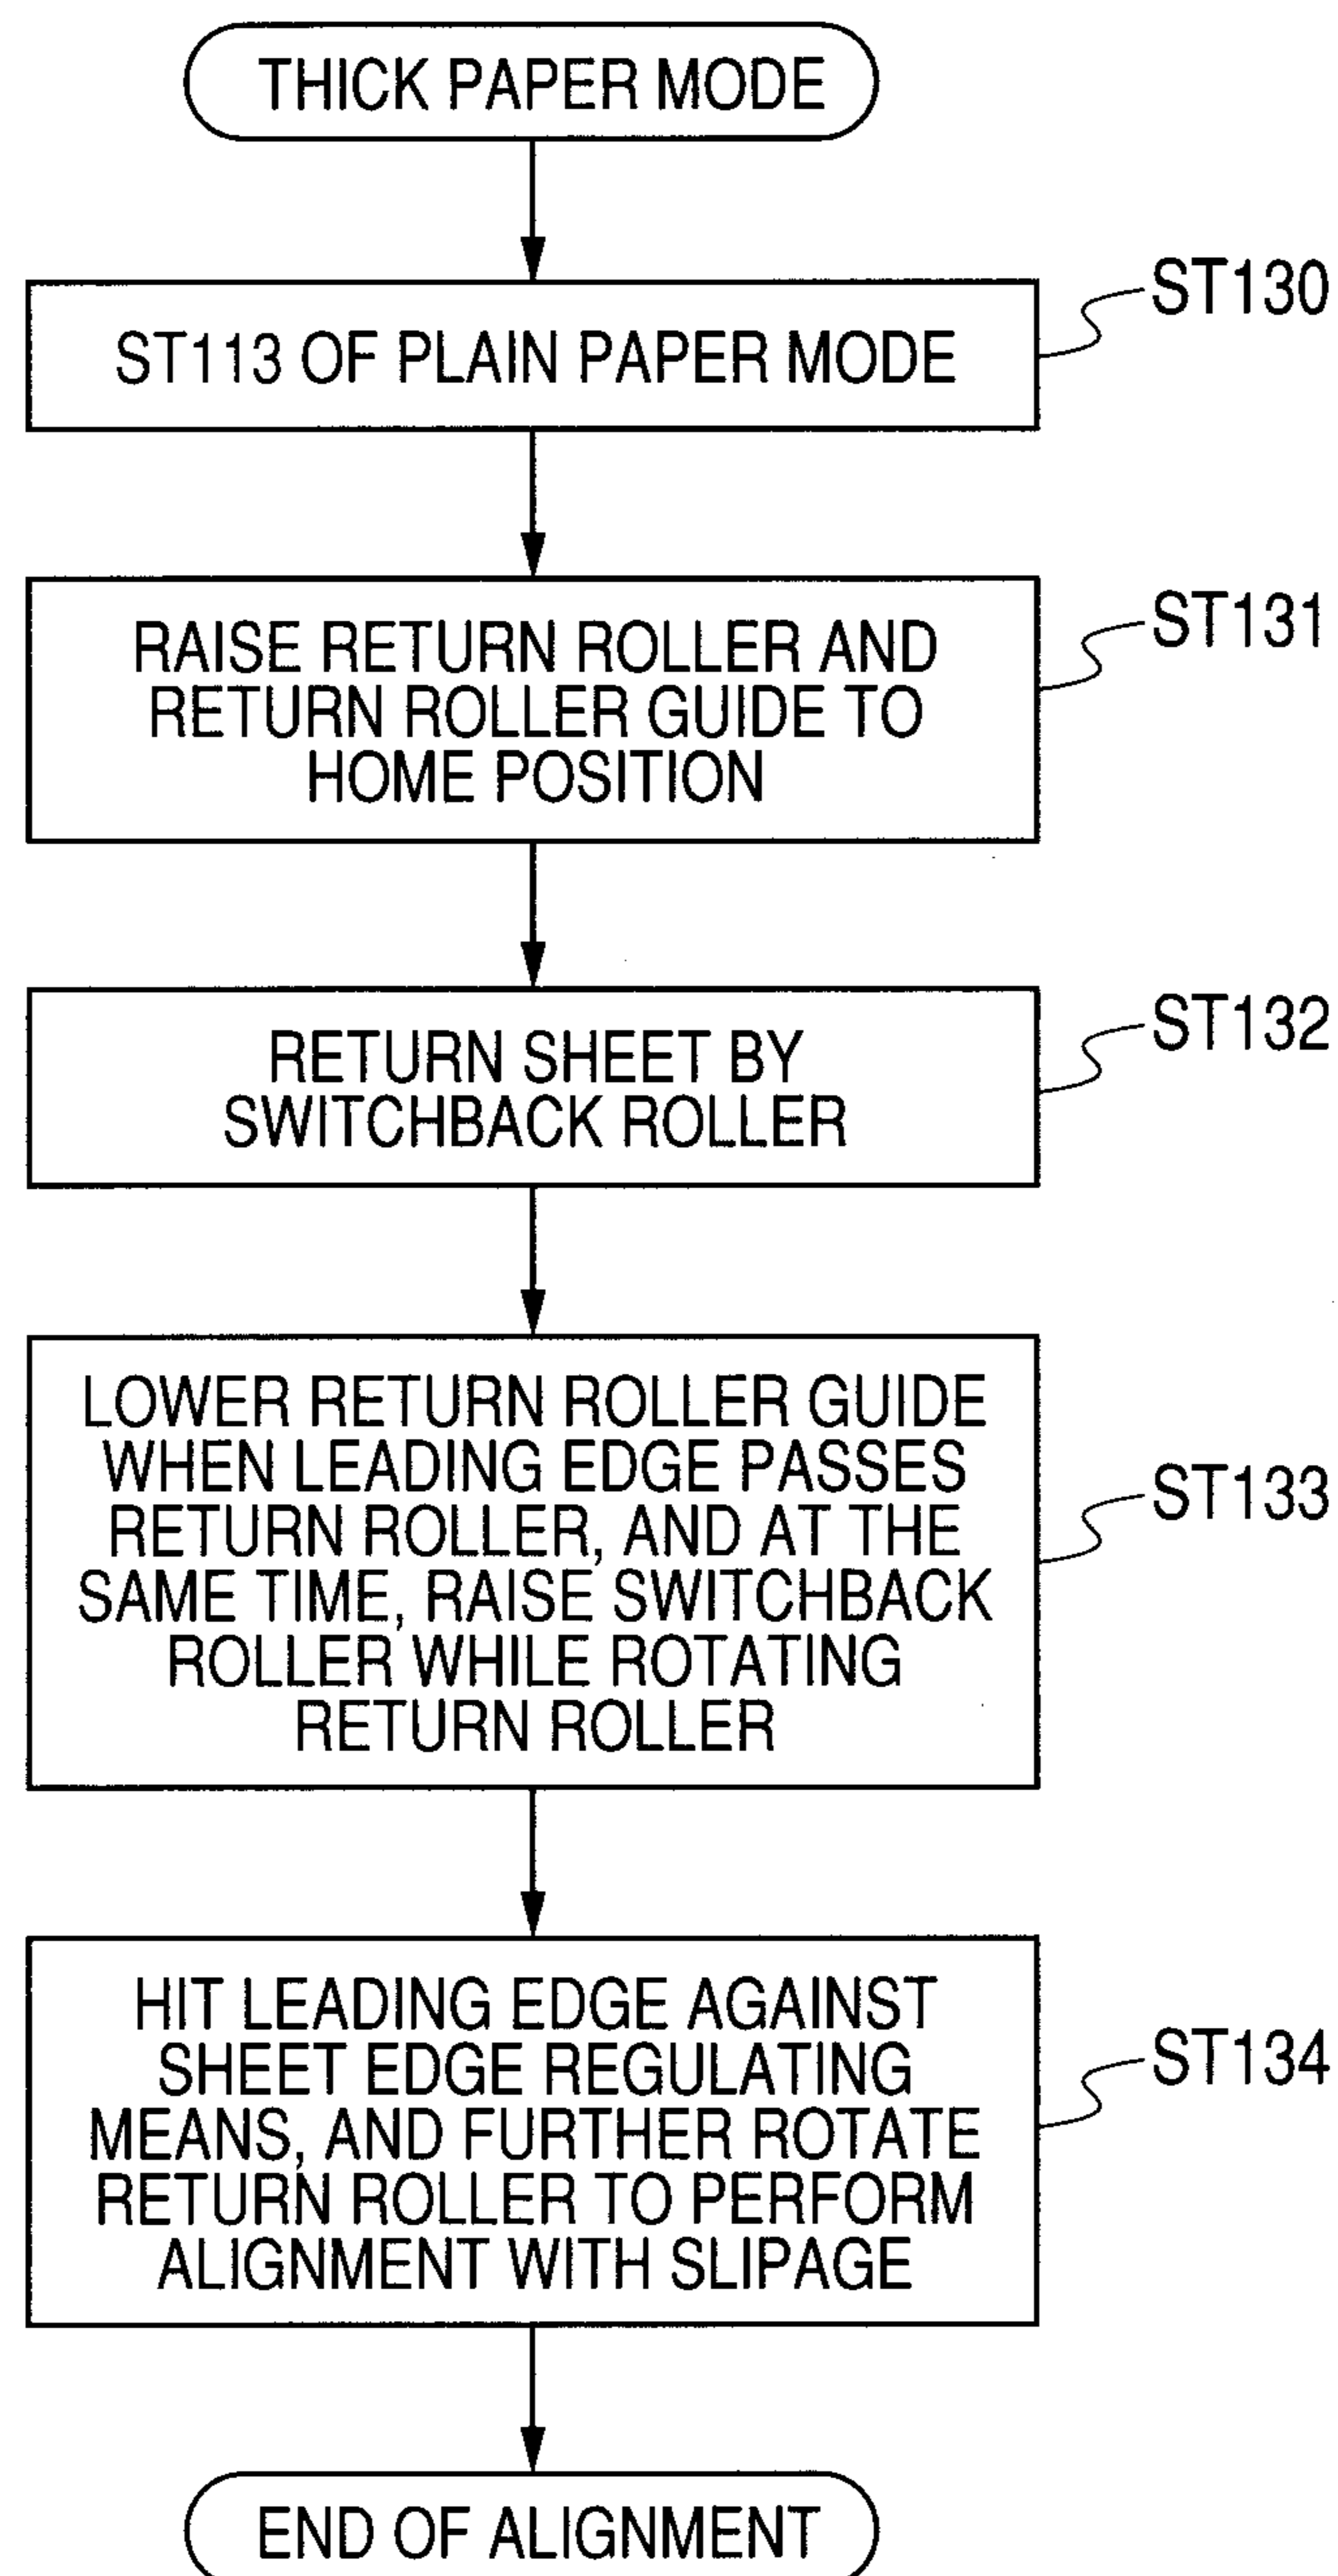 THICK PAPER MODE
ST130
ST113 OF PLAIN PAPER MODE
ST131
RAISE RETURN ROLLER AND
RETURN ROLLER GUIDE TO
HOME POSITION
ST132
RETURN SHEET BY
SWITCHBACK ROLLER
LOWER RETURN ROLLER GUIDE
WHEN LEADING EDGE PASSES
ST133
RETURN ROLLER, AND AT THE
SAME TIME, RAISE SWITCHBACK
ROLLER WHILE ROTATING
RETURN ROLLER
HIT LEADING EDGE AGAINST
SHEET EDGE REGULATING
ST134
MEANS, AND FURTHER ROTATE
RETURN ROLLER TO PERFORM
ALIGNMENT WITH SLIPAGE
END OF ALIGNMENT